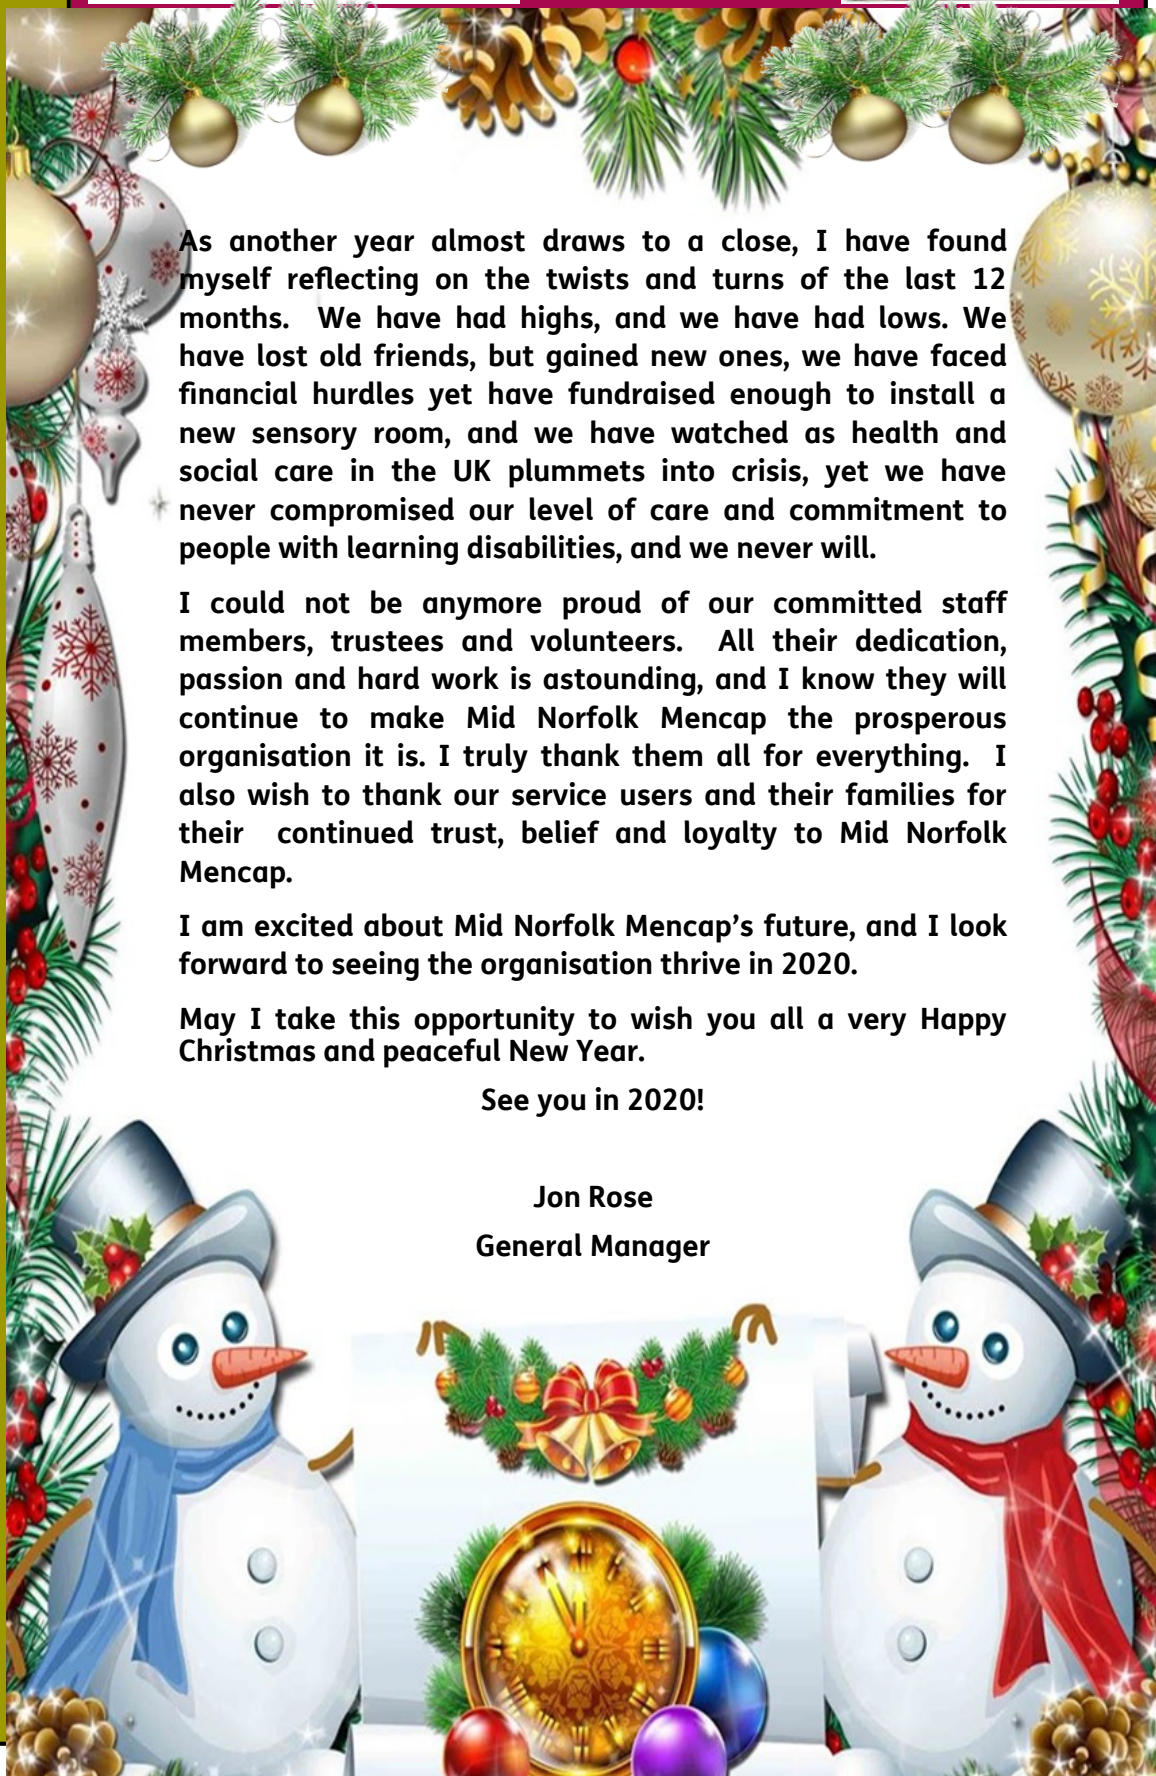 As another year almost draws to a close, I have found
myself reflecting on the twists and turns of the last 12
months.  We have had highs, and we have had lows. We
have lost old friends, but gained new ones, we have faced
financial hurdles yet have fundraised enough to install a
new sensory room, and we have watched as health and
social care in the UK plummets into crisis, yet we have
never compromised our level of care and commitment to
people with learning disabilities, and we never will.
I could not be anymore proud of our committed staff
members, trustees and volunteers.  All their dedication,
passion and hard work is astounding, and I know they will
continue to make Mid Norfolk Mencap the prosperous
organisation it is. I truly thank them all for everything.  I
also wish to thank our service users and their families for
their  continued trust, belief and loyalty to Mid Norfolk
Mencap.
I am excited about Mid Norfolk Mencap’s future, and I look
forward to seeing the organisation thrive in 2020.
May I take this opportunity to wish you all a very Happy
Christmas and peaceful New Year.
See you in 2020!
Jon Rose
General Manager